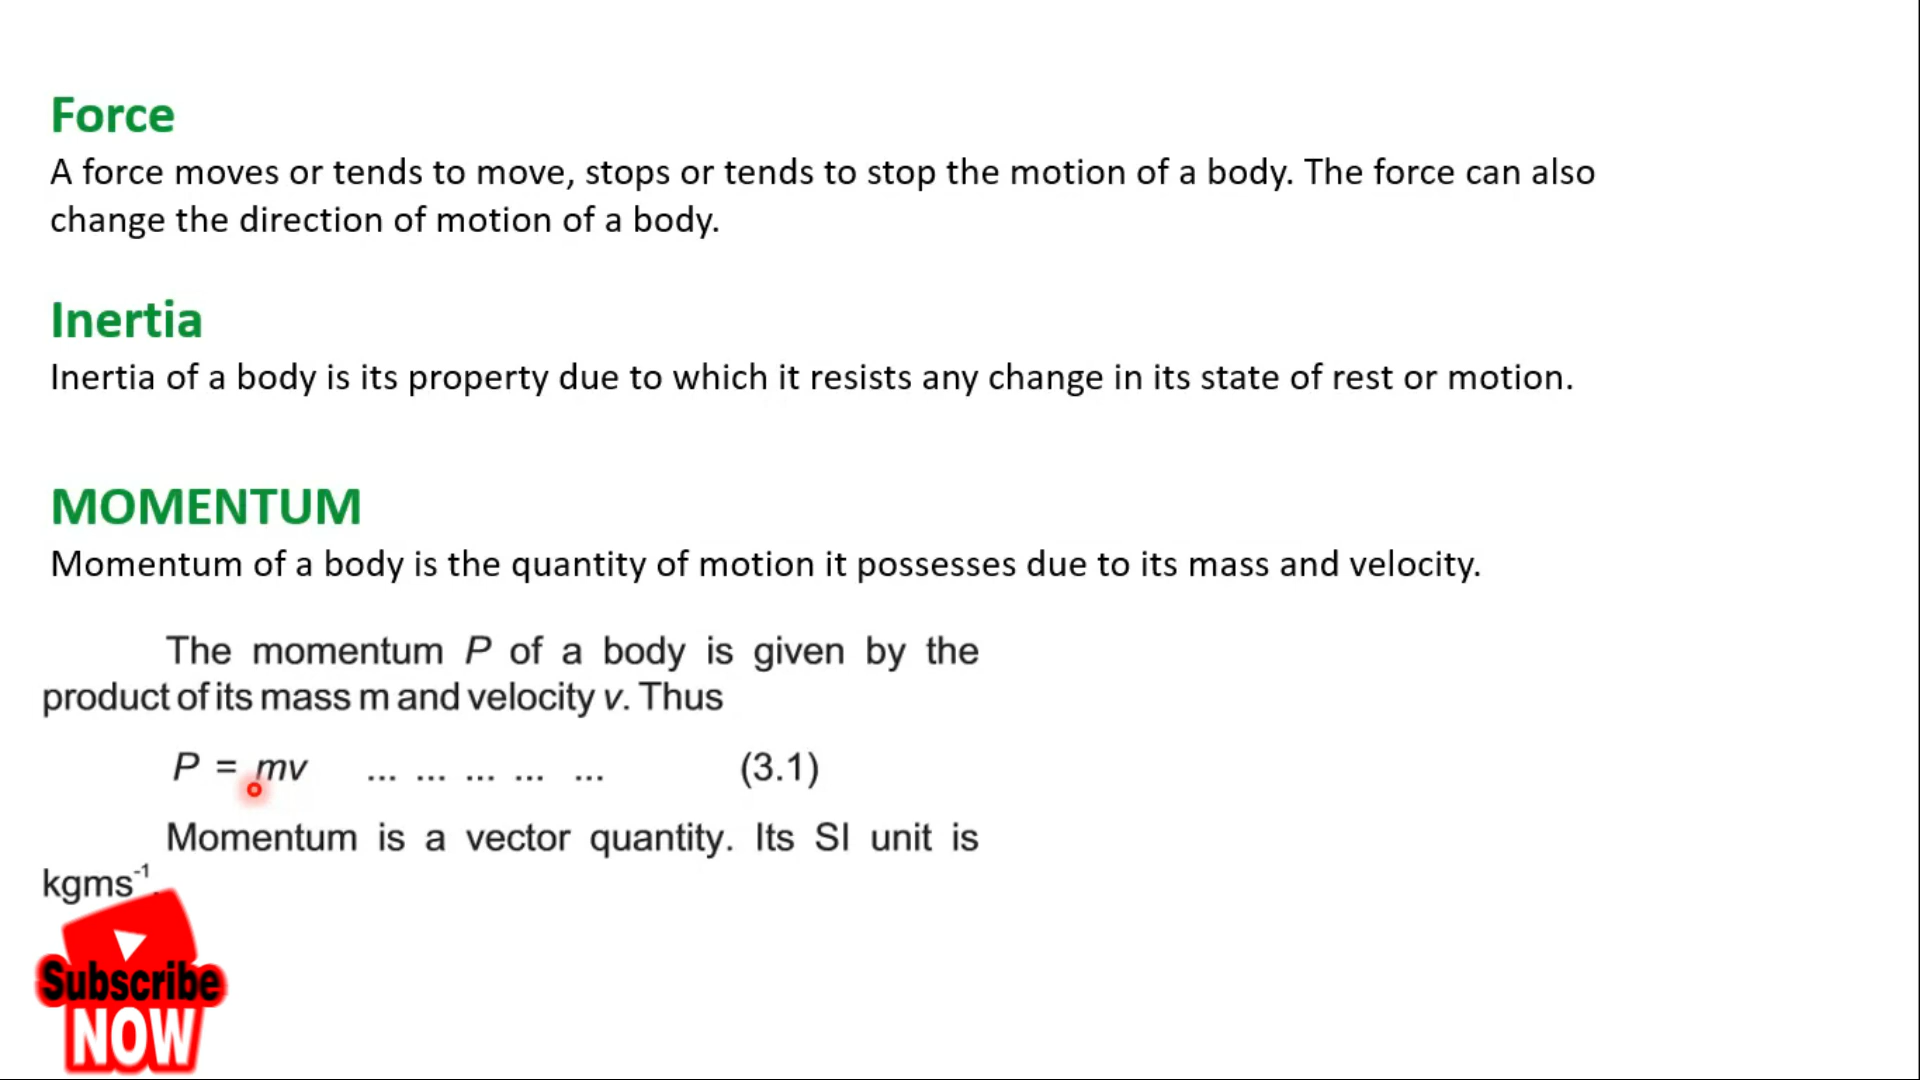 Force
A force moves or tends to move, stops or tends to stop the motion of a body. The force can also
change the direction of motion of a body.
Inertia
Inertia of a body is its property due to which it resists any change in its state of rest or motion.
MOMENTUM
Momentum of a body is the quantity of motion it possesses due to its mass and velocity.
The momentum P of a body is given by the
product of its mass m and velocity v. Thus
P = mv ... ... ... ... ... (3.1)
Momentum is a vector quantity. Its SI unit is
kgms⁻¹.
Subscribe
NOW